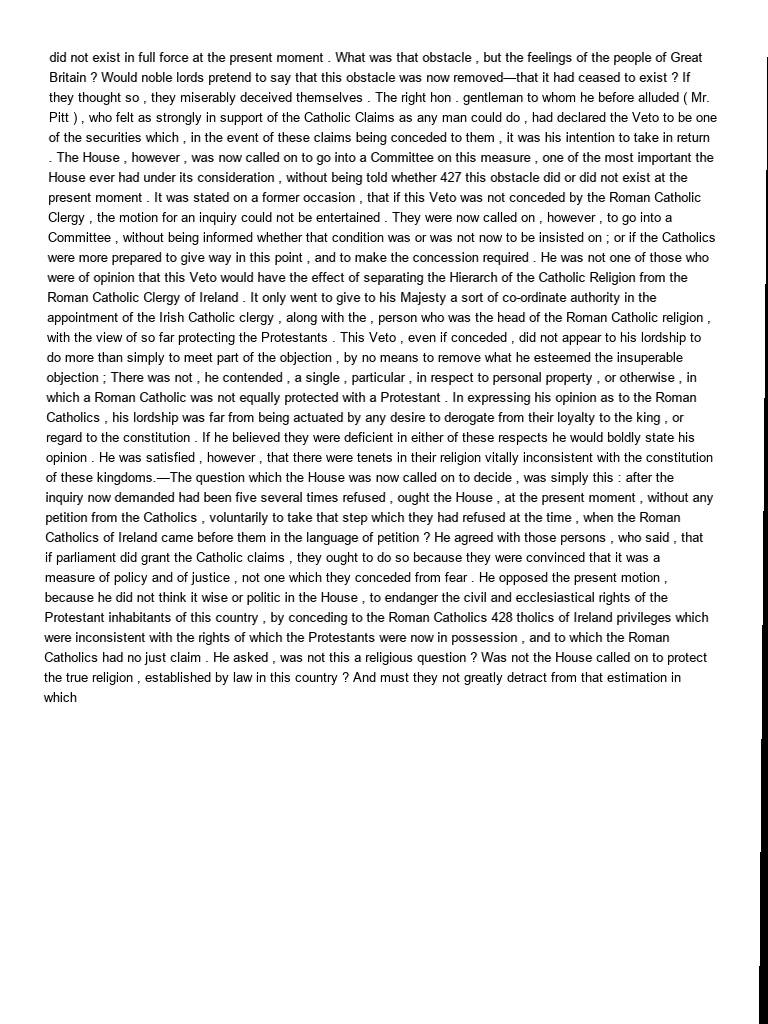 did not exist in full force at the present moment . What was that obstacle , but the feelings of the people of Great
Britain ? Would noble lords pretend to say that this obstacle was now removed—that it had ceased to exist ? If
they thought so , they miserably deceived themselves . The right hon . gentleman to whom he before alluded ( Mr.
Pitt ) , who felt as strongly in support of the Catholic Claims as any man could do , had declared the Veto to be one
of the securities which , in the event of these claims being conceded to them , it was his intention to take in return
. The House , however , was now called on to go into a Committee on this measure , one of the most important the
House ever had under its consideration , without being told whether 427 this obstacle did or did not exist at the
present moment . It was stated on a former occasion , that if this Veto was not conceded by the Roman Catholic
Clergy , the motion for an inquiry could not be entertained . They were now called on , however , to go into a
Committee , without being informed whether that condition was or was not now to be insisted on ; or if the Catholics
were more prepared to give way in this point , and to make the concession required . He was not one of those who
were of opinion that this Veto would have the effect of separating the Hierarch of the Catholic Religion from the
Roman Catholic Clergy of Ireland . It only went to give to his Majesty a sort of co-ordinate authority in the
appointment of the Irish Catholic clergy , along with the , person who was the head of the Roman Catholic religion ,
with the view of so far protecting the Protestants . This Veto , even if conceded , did not appear to his lordship to
do more than simply to meet part of the objection , by no means to remove what he esteemed the insuperable
objection ; There was not , he contended , a single , particular , in respect to personal property , or otherwise , in
which a Roman Catholic was not equally protected with a Protestant . In expressing his opinion as to the Roman
Catholics , his lordship was far from being actuated by any desire to derogate from their loyalty to the king , or
regard to the constitution . If he believed they were deficient in either of these respects he would boldly state his
opinion . He was satisfied , however , that there were tenets in their religion vitally inconsistent with the constitution
of these kingdoms.—The question which the House was now called on to decide , was simply this : after the
inquiry now demanded had been five several times refused , ought the House , at the present moment , without any
petition from the Catholics , voluntarily to take that step which they had refused at the time , when the Roman
Catholics of Ireland came before them in the language of petition ? He agreed with those persons , who said , that
if parliament did grant the Catholic claims , they ought to do so because they were convinced that it was a
measure of policy and of justice , not one which they conceded from fear . He opposed the present motion ,
because he did not think it wise or politic in the House , to endanger the civil and ecclesiastical rights of the
Protestant inhabitants of this country , by conceding to the Roman Catholics 428 tholics of Ireland privileges which
were inconsistent with the rights of which the Protestants were now in possession , and to which the Roman
Catholics had no just claim . He asked , was not this a religious question ? Was not the House called on to protect
the true religion , established by law in this country ? And must they not greatly detract from that estimation in
which